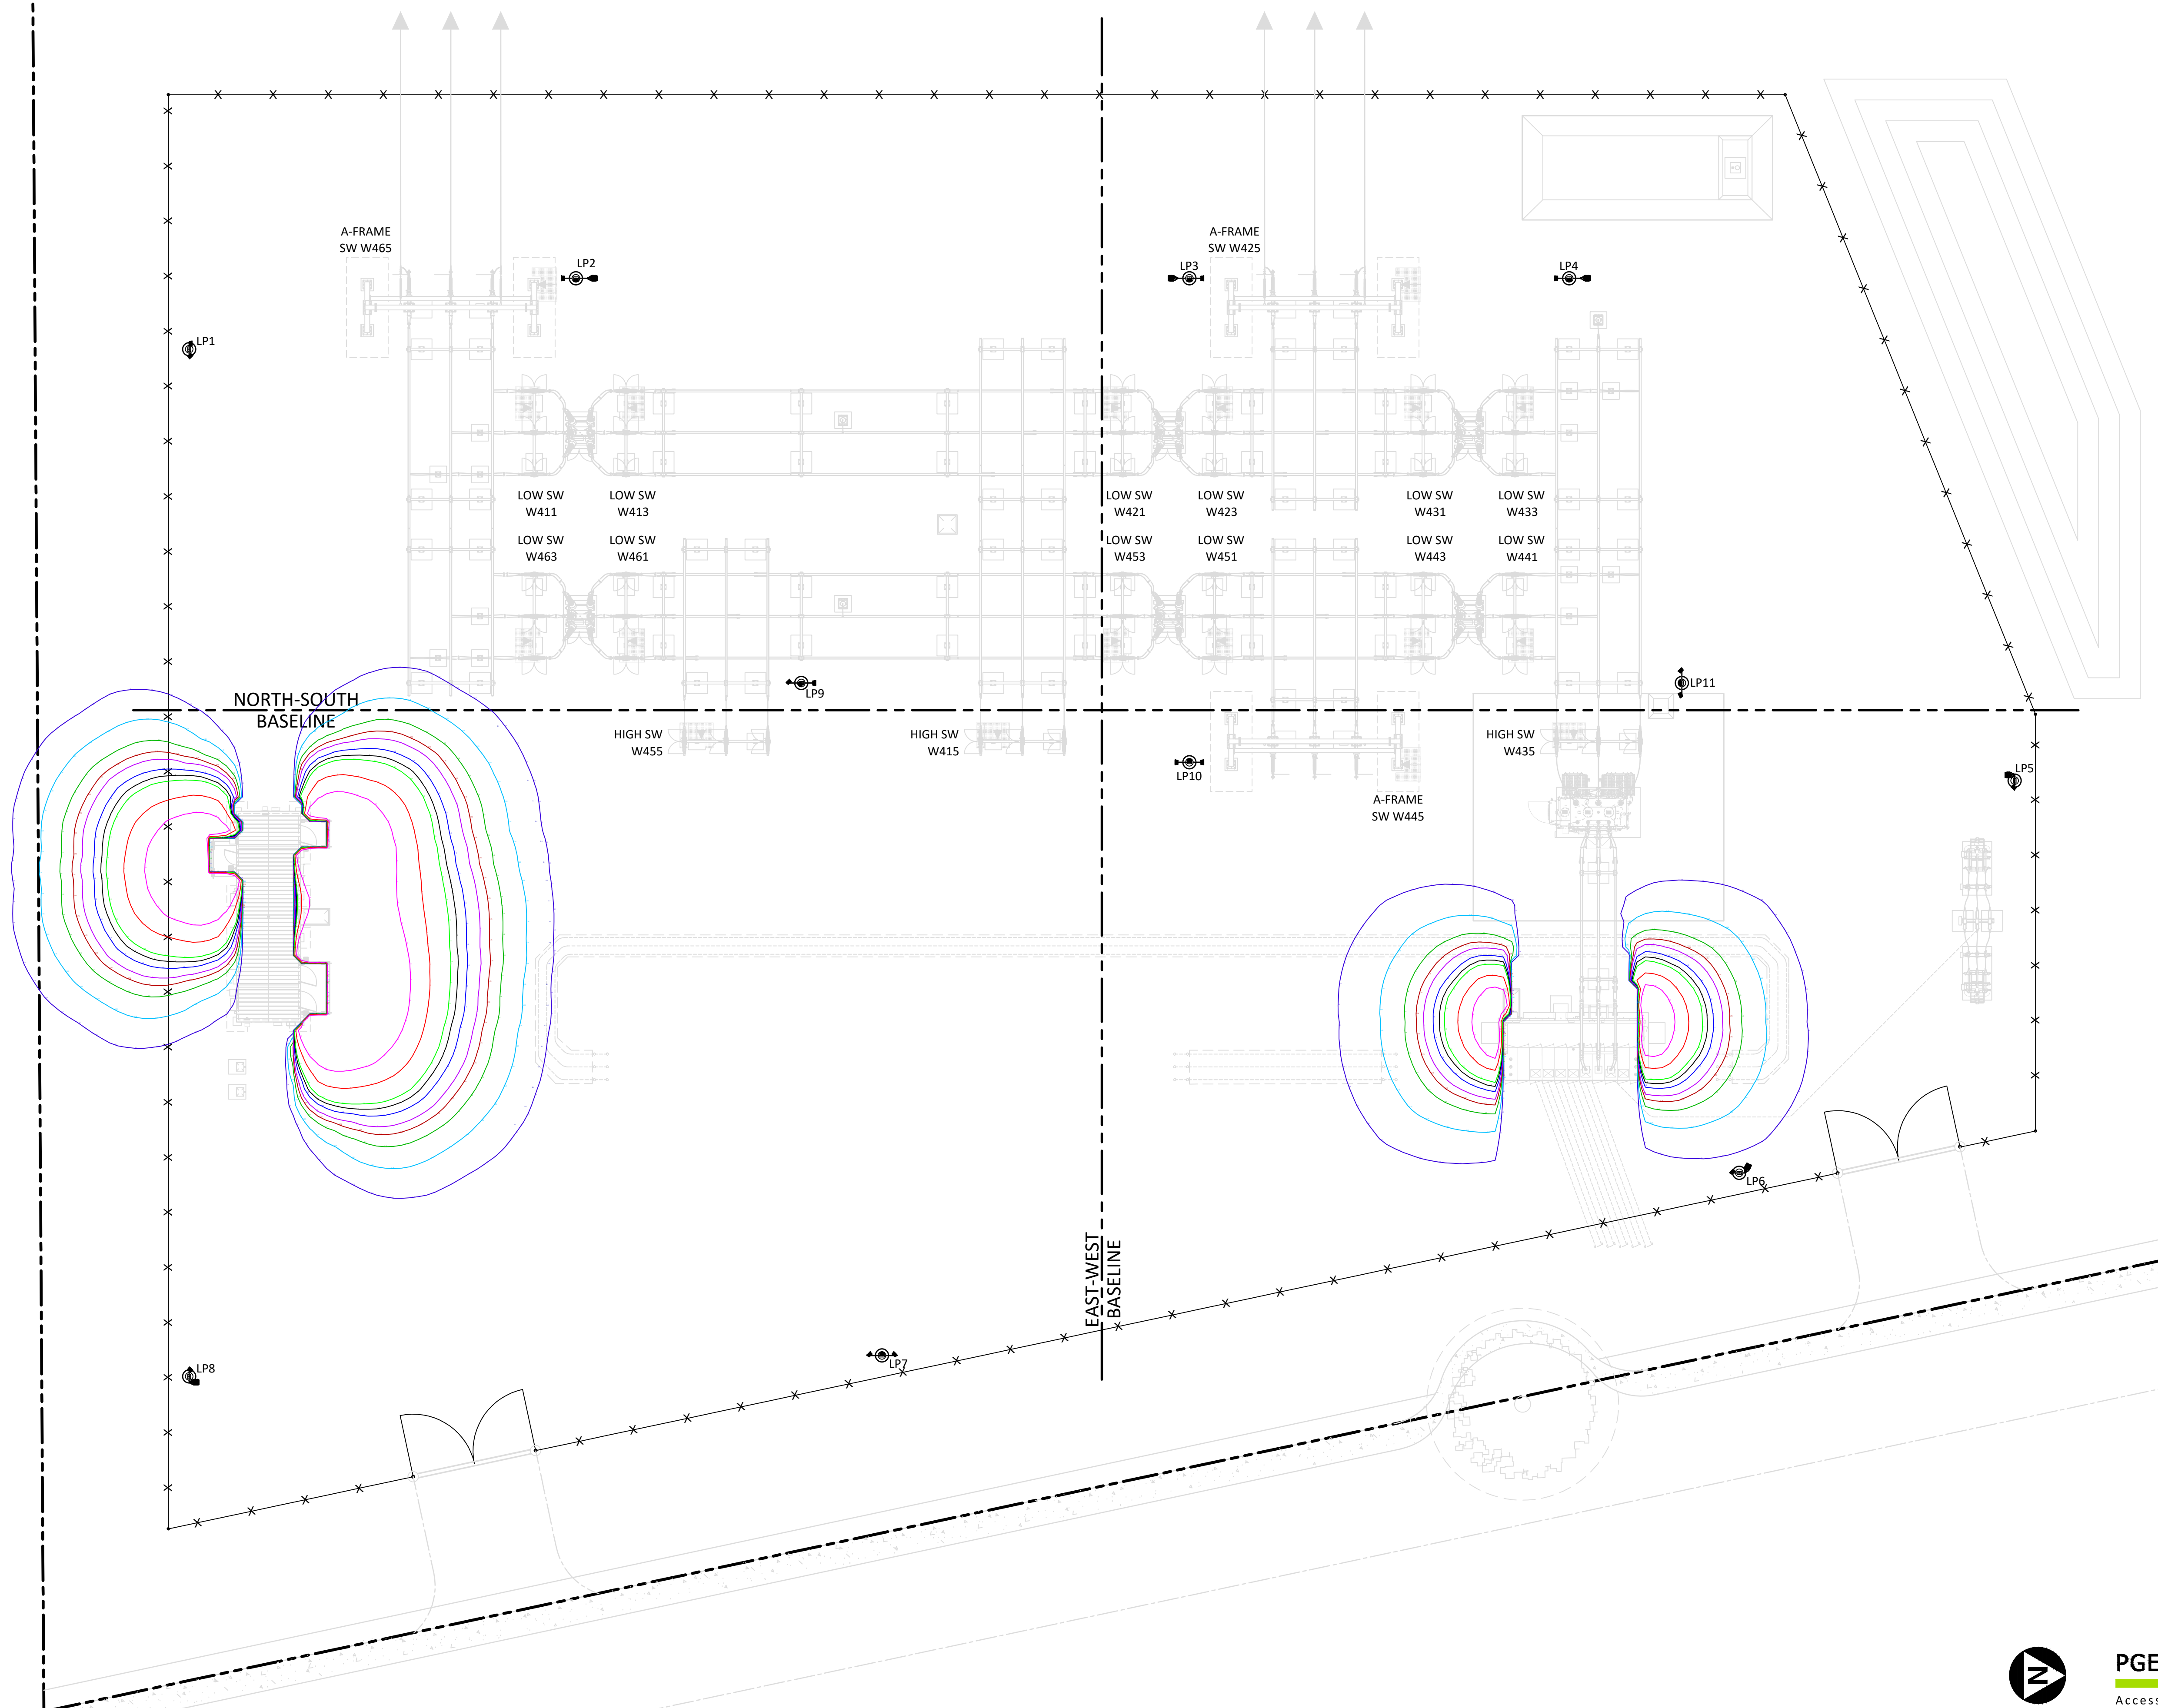 A-FRAME
SW W465
LP2
LP3
A-FRAME
SW W425
LP4
LP1
LOW SW
W411
LOW SW
W413
LOW SW
W421
LOW SW
W423
LOW SW
W431
LOW SW
W433
LOW SW
W463
LOW SW
W461
LOW SW
W453
LOW SW
W451
LOW SW
W443
LOW SW
W441
NORTH-SOUTH
BASELINE
LP9
LP11
HIGH SW
W455
HIGH SW
W415
HIGH SW
W435
LP10
LP5
A-FRAME
SW W445
LP6
EAST-WEST
BASELINE
LP7
LP8
N
PGE
Access